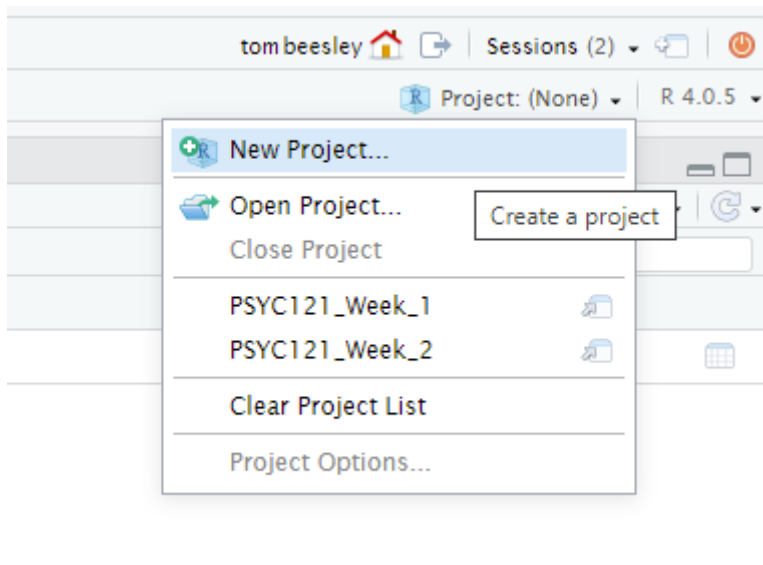 tom beesley Sessions (2)
R Project: (None) R 4.0.5
R New Project...
Open Project...
Create a project
Close Project
PSYC121_Week_1
PSYC121_Week_2
Clear Project List
Project Options...